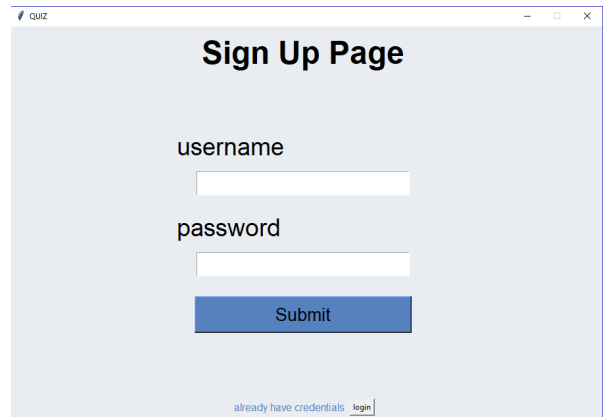 QUIZ
Sign Up Page
username
password
Submit
already have credentials login